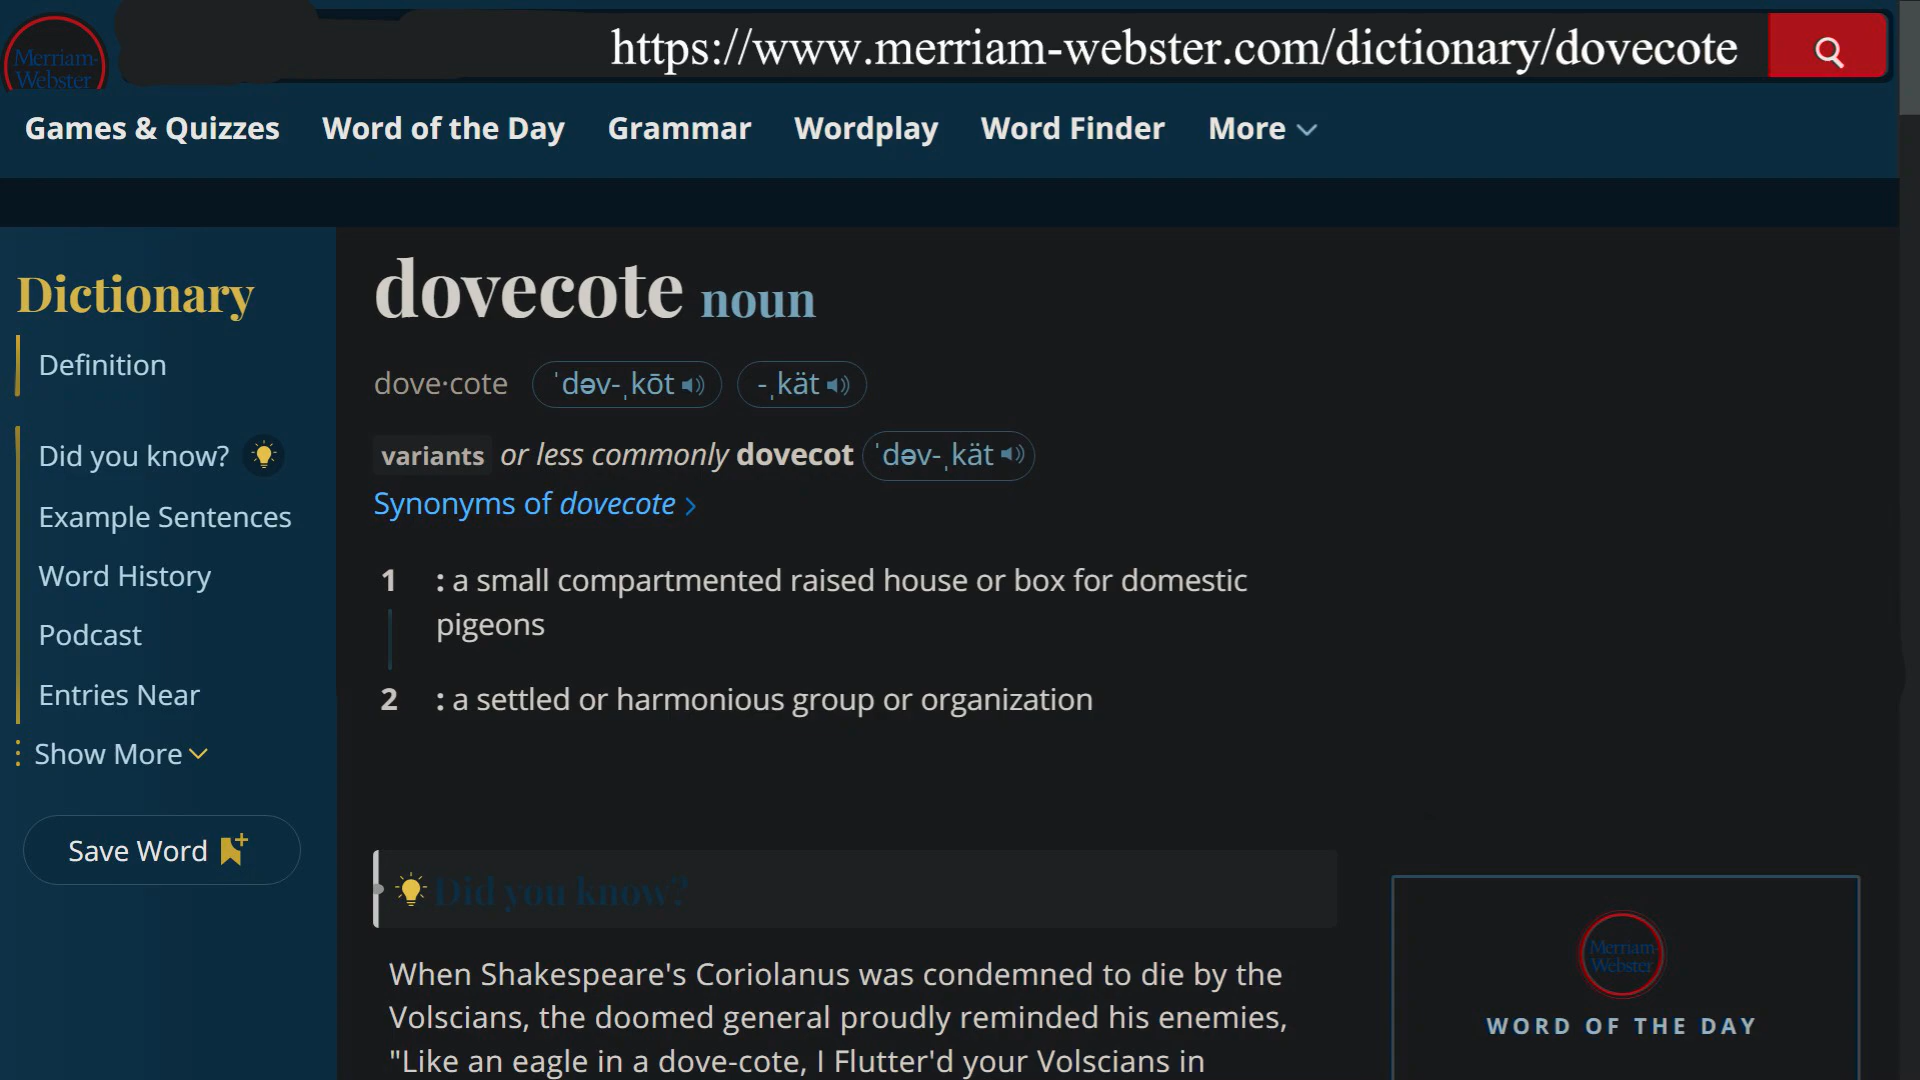 Merriam-
Webster
https://www.merriam-webster.com/dictionary/dovecote
Games & Quizzes Word of the Day Grammar Wordplay Word Finder More
Dictionary
Definition
Did you know?
Example Sentences
Word History
Podcast
Entries Near
Show More
Save Word
dovecote noun
dove·cote ˈdəv-ˌkōt -ˌkät
variants or less commonly dovecot ˈdəv-ˌkät
Synonyms of dovecote
1 : a small compartmented raised house or box for domestic
pigeons
2 : a settled or harmonious group or organization
Did you know?
When Shakespeare's Coriolanus was condemned to die by the
Volscians, the doomed general proudly reminded his enemies,
"Like an eagle in a dove-cote, I Flutter'd your Volscians in
Merriam-
Webster
WORD OF THE DAY